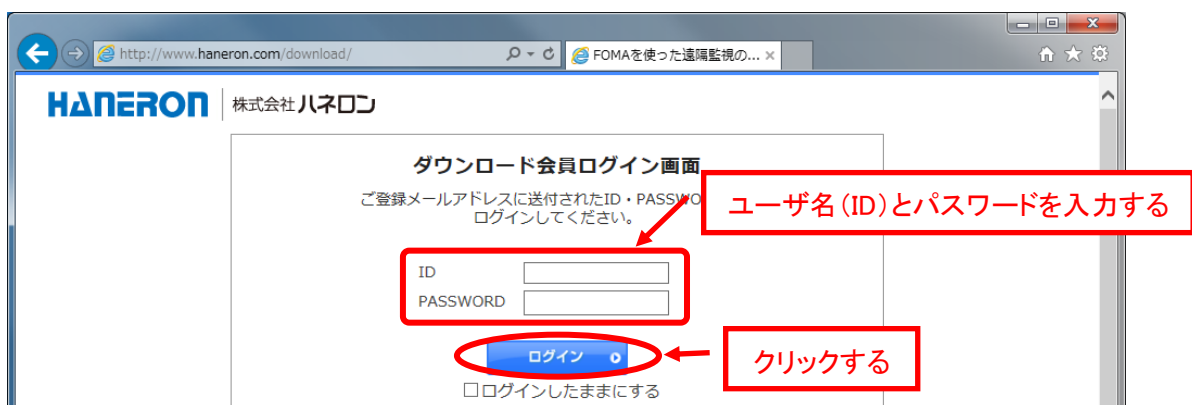 http://www.haneron.com/download/
FOMAを使った遠隔監視の...
HANERON 株式会社ハネロン
ダウンロード会員ログイン画面
ご登録メールアドレスに送付されたID・PASSWO
ログインしてください。
ユーザ名(ID)とパスワードを入力する
ID
PASSWORD
ログイン
クリックする
ログインしたままにする